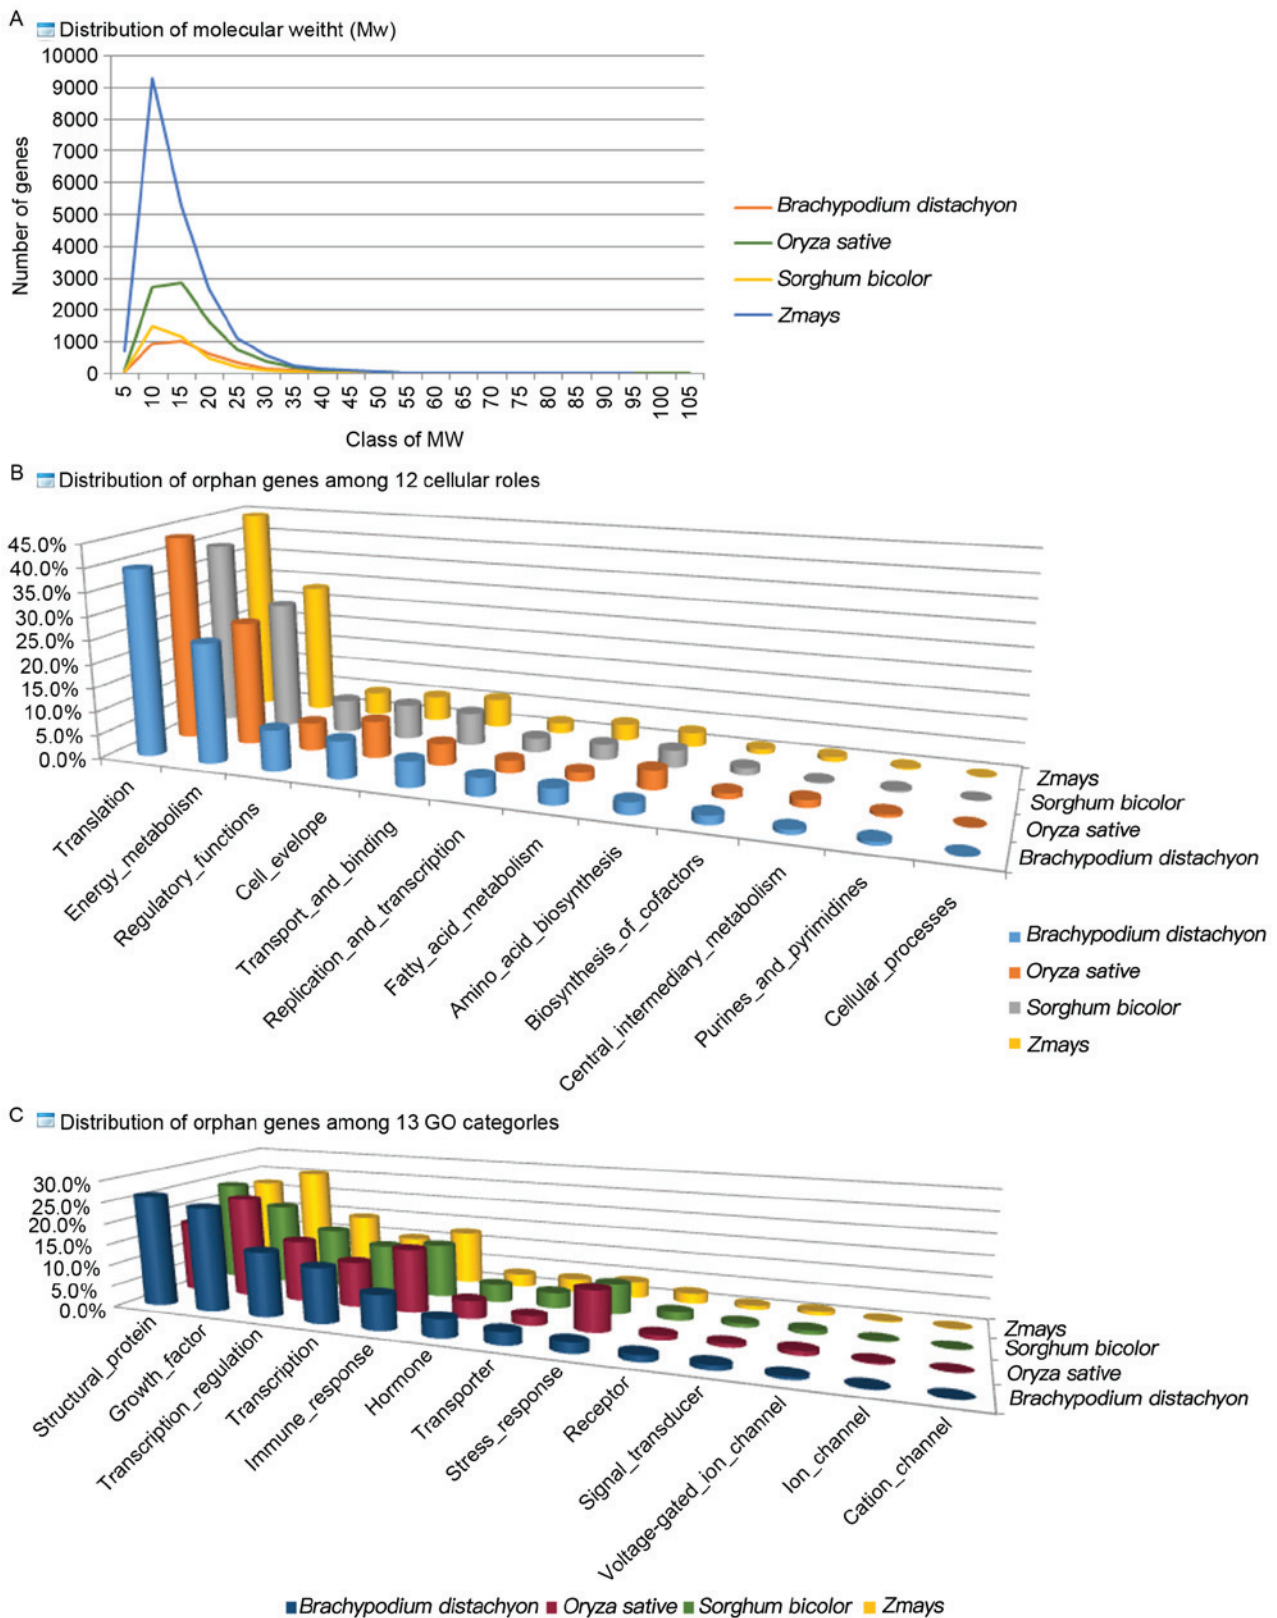 A
Distribution of molecular weitht (Mw)
10000
9000
8000
7000
6000
5000
4000
3000
2000
1000
0
Number of genes
5 10 15 20 25 30 35 40 45 50 55 60 65 70 75 80 85 90 95 100 105
Class of MW
Brachypodium distachyon
Oryza sative
Sorghum bicolor
Zmays
B
Distribution of orphan genes among 12 cellular roles
45.0%
40.0%
35.0%
30.0%
25.0%
20.0%
15.0%
10.0%
5.0%
0.0%
Translation
Energy_metabolism
Regulatory_functions
Cell_evelope
Transport_and_binding
Replication_and_transcription
Fatty_acid_metabolism
Amino_acid_biosynthesis
Biosynthesis_of_cofactors
Central_intermediary_metabolism
Purines_and_pyrimidines
Cellular_processes
Zmays
Sorghum bicolor
Oryza sative
Brachypodium distachyon
Brachypodium distachyon
Oryza sative
Sorghum bicolor
Zmays
C
Distribution of orphan genes among 13 GO categorles
30.0%
25.0%
20.0%
15.0%
10.0%
5.0%
0.0%
Structural_protein
Growth_factor
Transcription_regulation
Transcription
Immune_response
Hormone
Transporter
Stress_response
Receptor
Signal_transducer
Voltage-gated_ion_channel
Ion_channel
Cation_channel
Zmays
Sorghum bicolor
Oryza sative
Brachypodium distachyon
Brachypodium distachyon Oryza sative Sorghum bicolor Zmays